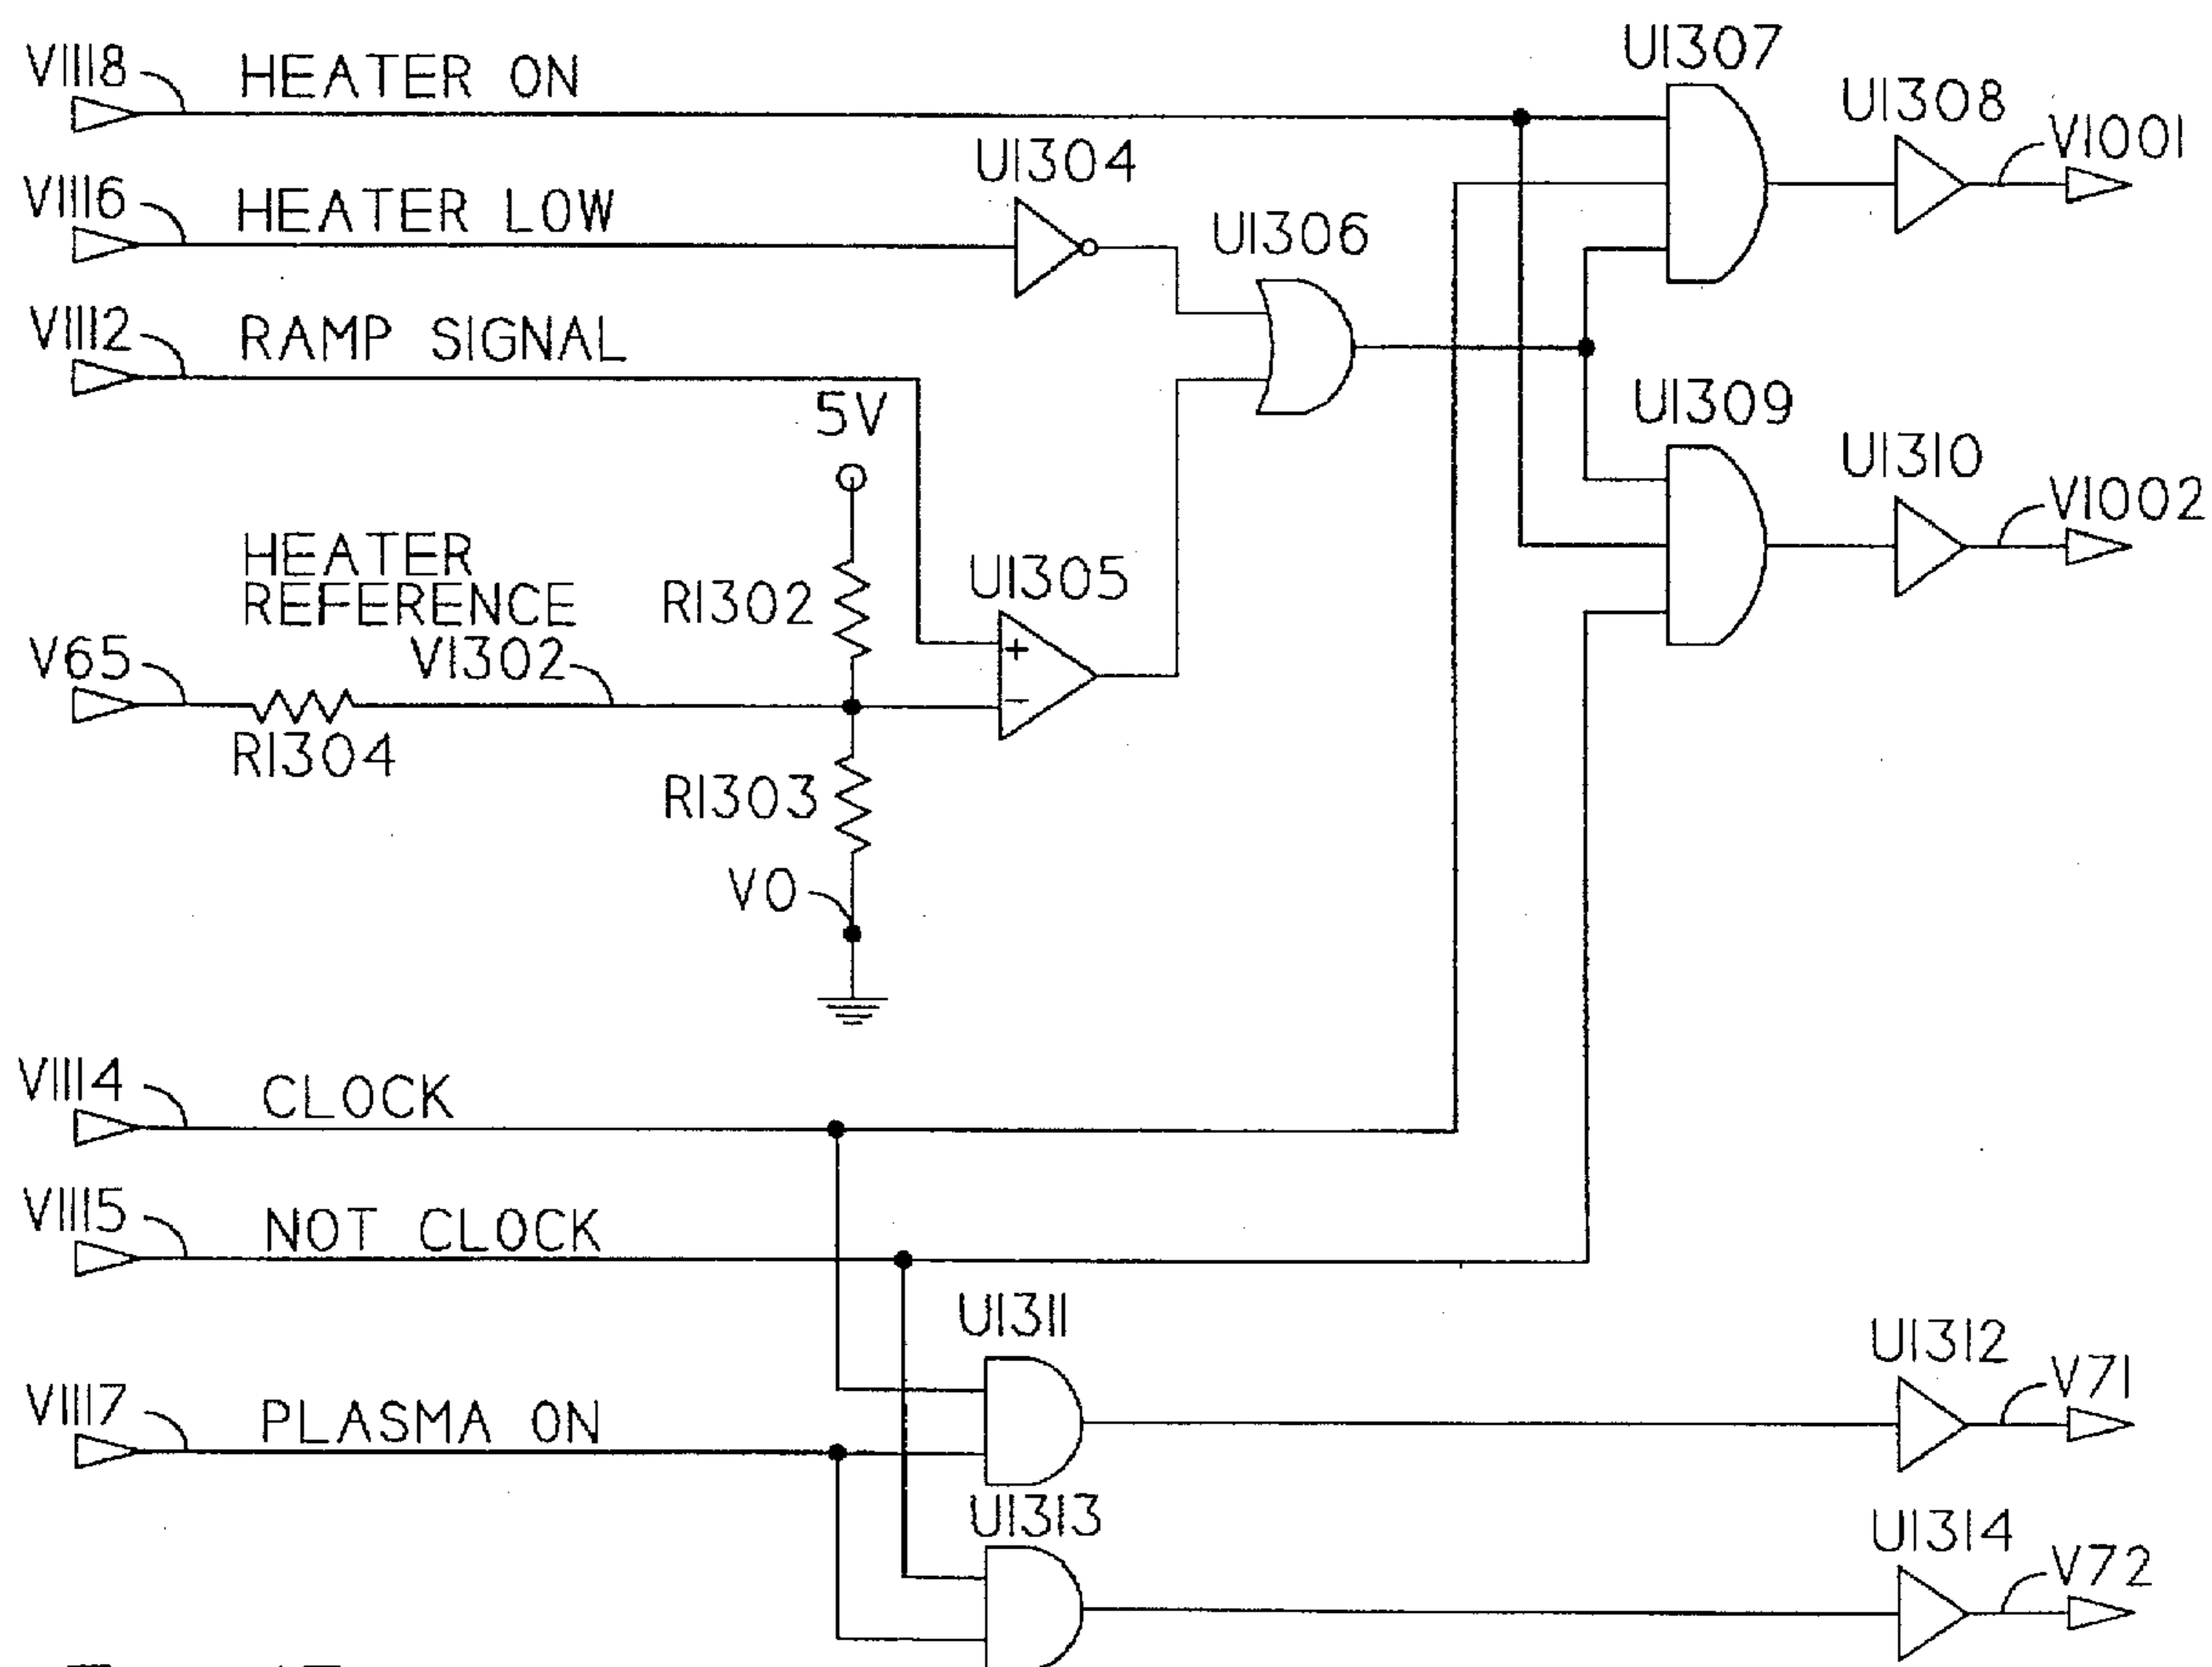 U1307
V1118
HEATER ON
U1308
V1001
U1304
V1116
HEATER LOW
U1306
V1112
RAMP SIGNAL
5V
U1309
U1310
V1002
HEATER
REFERENCE
R1302
U1305
V65
V1302
R1304
R1303
V0
V1114
CLOCK
V1115
NOT CLOCK
U1311
U1312
V71
V1117
PLASMA ON
U1313
U1314
V72